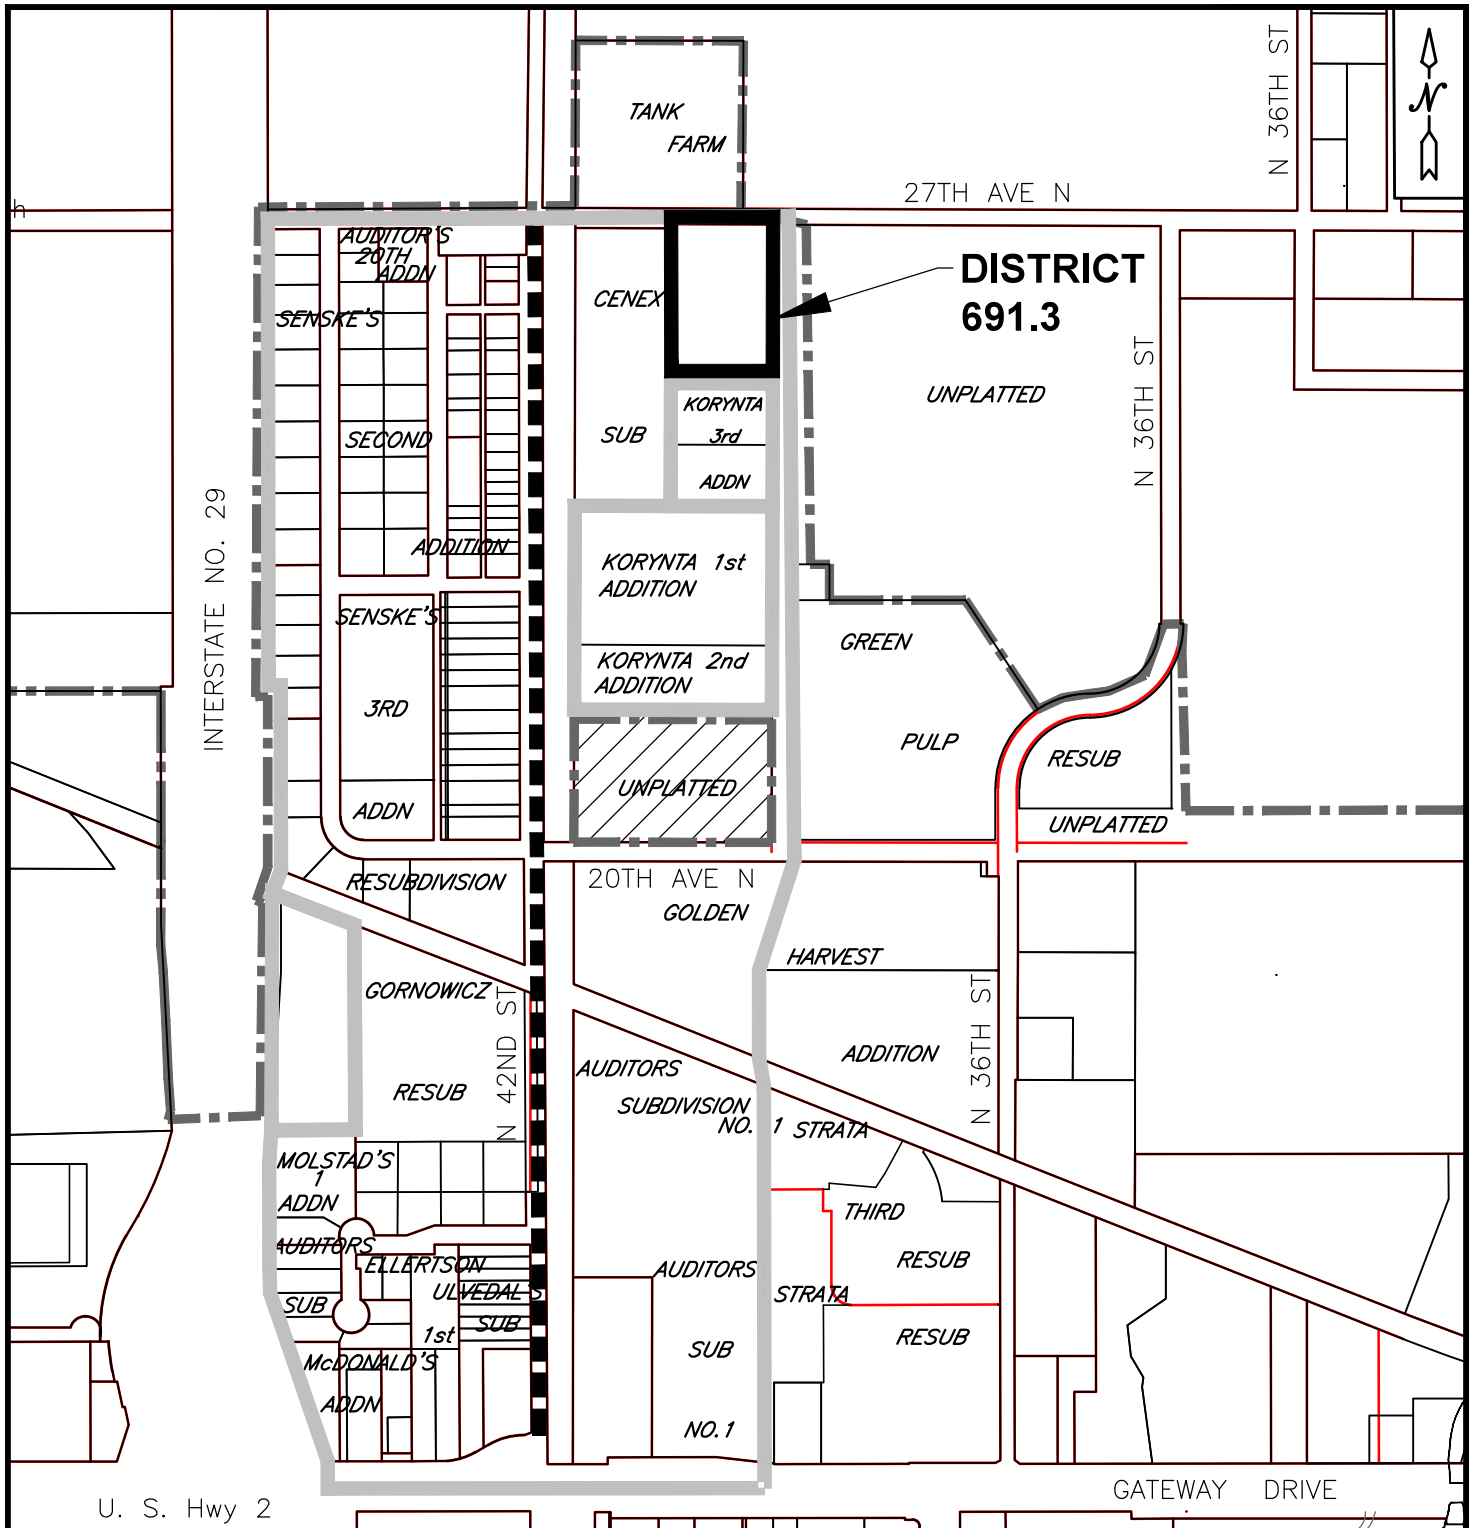 N 36TH ST
N
TANK
FARM
27TH AVE N
h
AUDITOR'S
20TH
ADDN
DISTRICT
691.3
CENEX
SENSKE'S
N 36TH ST
UNPLATTED
KORYNTA
3rd
ADDN
SECOND
SUB
INTERSTATE NO. 29
ADDITION
KORYNTA 1st
ADDITION
SENSKE'S
GREEN
KORYNTA 2nd
ADDITION
3RD
PULP
RESUB
UNPLATTED
ADDN
UNPLATTED
RESUBDIVISION
20TH AVE N
GOLDEN
HARVEST
GORNOWICZ
N 42ND ST
N 36TH ST
ADDITION
AUDITORS
RESUB
SUBDIVISION
NO. 1
STRATA
MOLSTAD'S
1
ADDN
THIRD
AUDITORS
ELLERTSON
RESUB
AUDITORS
ULVEDAL'S
STRATA
SUB
1st
SUB
RESUB
SUB
McDONALD'S
ADDN
NO. 1
GATEWAY DRIVE
U. S. Hwy 2